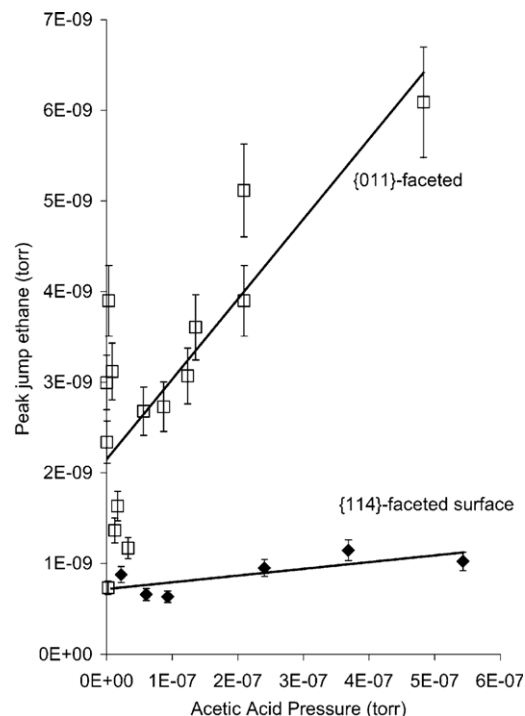 7E-09
6E-09
{011}-faceted
5E-09
4E-09
Peak jump ethane (torr)
3E-09
2E-09
{114}-faceted surface
1E-09
0E+00
0E+00 1E-07 2E-07 3E-07 4E-07 5E-07 6E-07
Acetic Acid Pressure (torr)